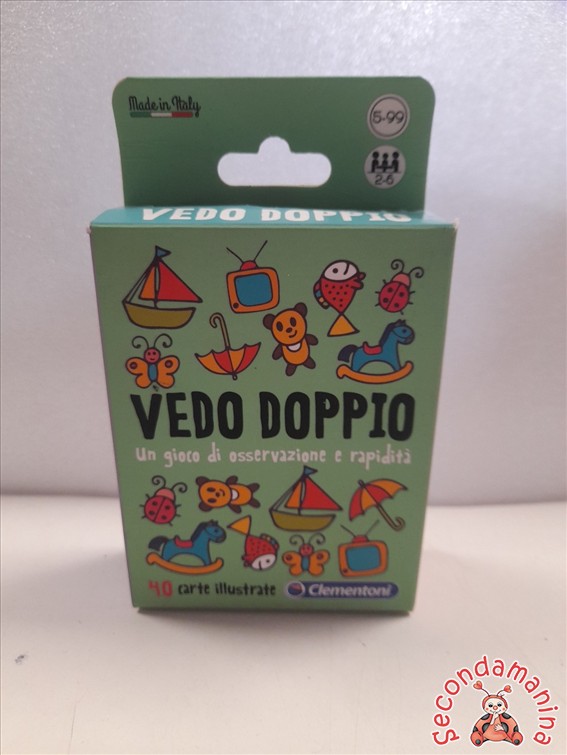 Made in Italy
5-99
2-6
VEDO DOPPIO
VEDO DOPPIO
Un gioco di osservazione e rapidità
40 carte illustrate
Clementoni
Secondamanina